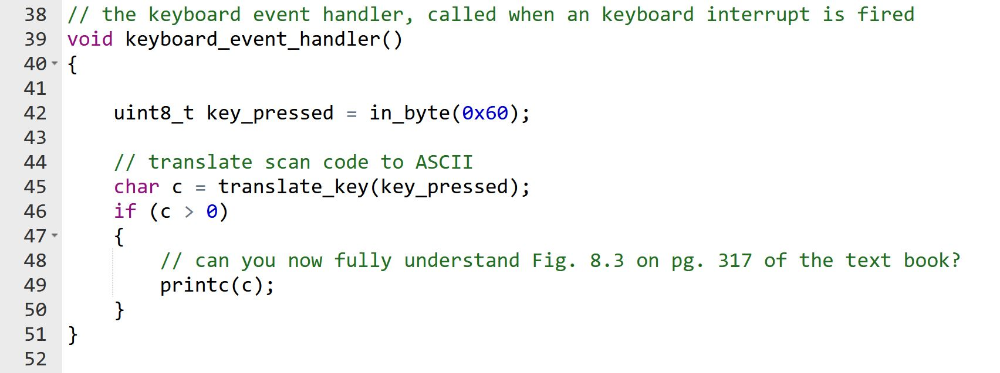 38 // the keyboard event handler, called when an keyboard interrupt is fired
39 void keyboard_event_handler()
40 {
41
42     uint8_t key_pressed = in_byte(0x60);
43
44     // translate scan code to ASCII
45     char c = translate_key(key_pressed);
46     if (c > 0)
47     {
48         // can you now fully understand Fig. 8.3 on pg. 317 of the text book?
49         printc(c);
50     }
51 }
52